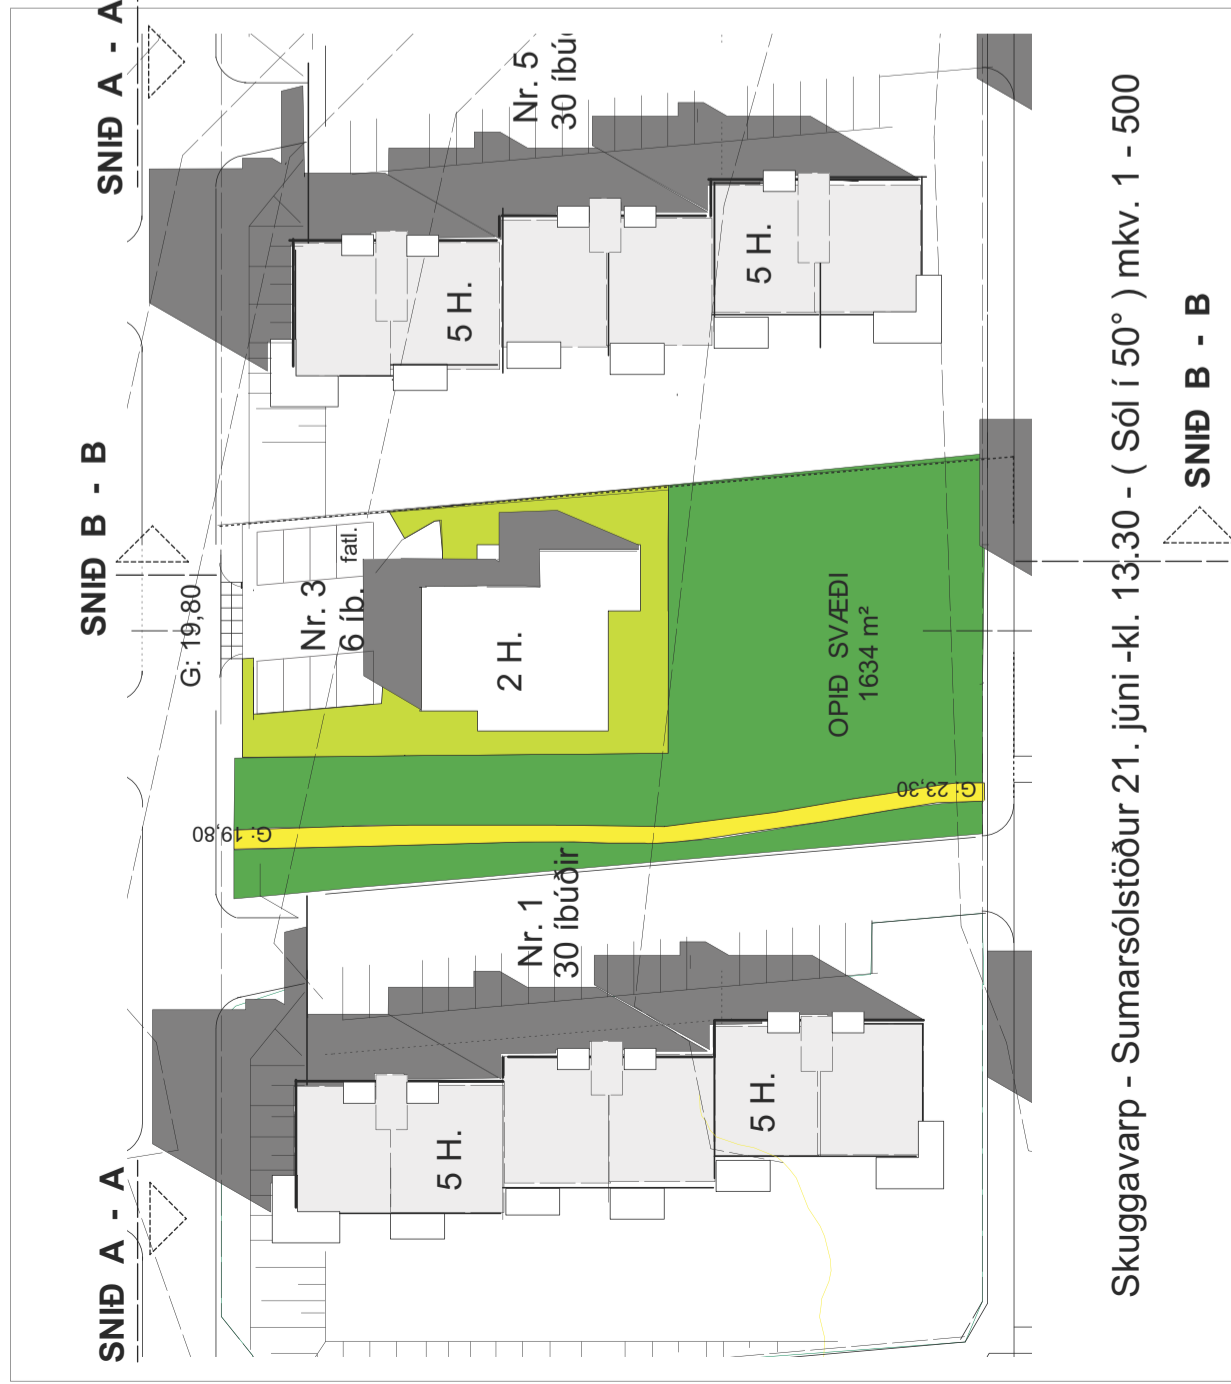 SNIÐ A - A
SNIÐ B - B
SNIÐ A - A
G: 19,80
G: 19,80
Nr. 1
30 íbúðir
5 H.
5 H.
Nr. 3
6 íb.
fatl.
2 H.
Nr. 5
30 íbúð
5 H.
5 H.
OPIÐ SVÆÐI
1634 m²
G: 23,30
Skuggavarp - Sumarsólstöður 21. júní -kl. 13.30 - ( Sól í 50° ) mkv. 1 - 500
SNIÐ B - B